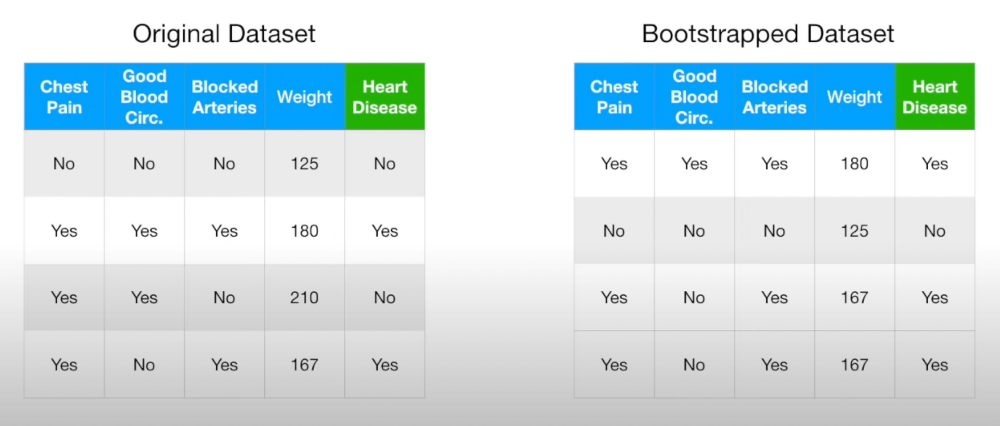 Original Dataset
Chest Pain Good Blood Circ. Blocked Arteries Weight Heart Disease
No No No 125 No
Yes Yes Yes 180 Yes
Yes Yes No 210 No
Yes No Yes 167 Yes
Bootstrapped Dataset
Chest Pain Good Blood Circ. Blocked Arteries Weight Heart Disease
Yes Yes Yes 180 Yes
No No No 125 No
Yes No Yes 167 Yes
Yes No Yes 167 Yes